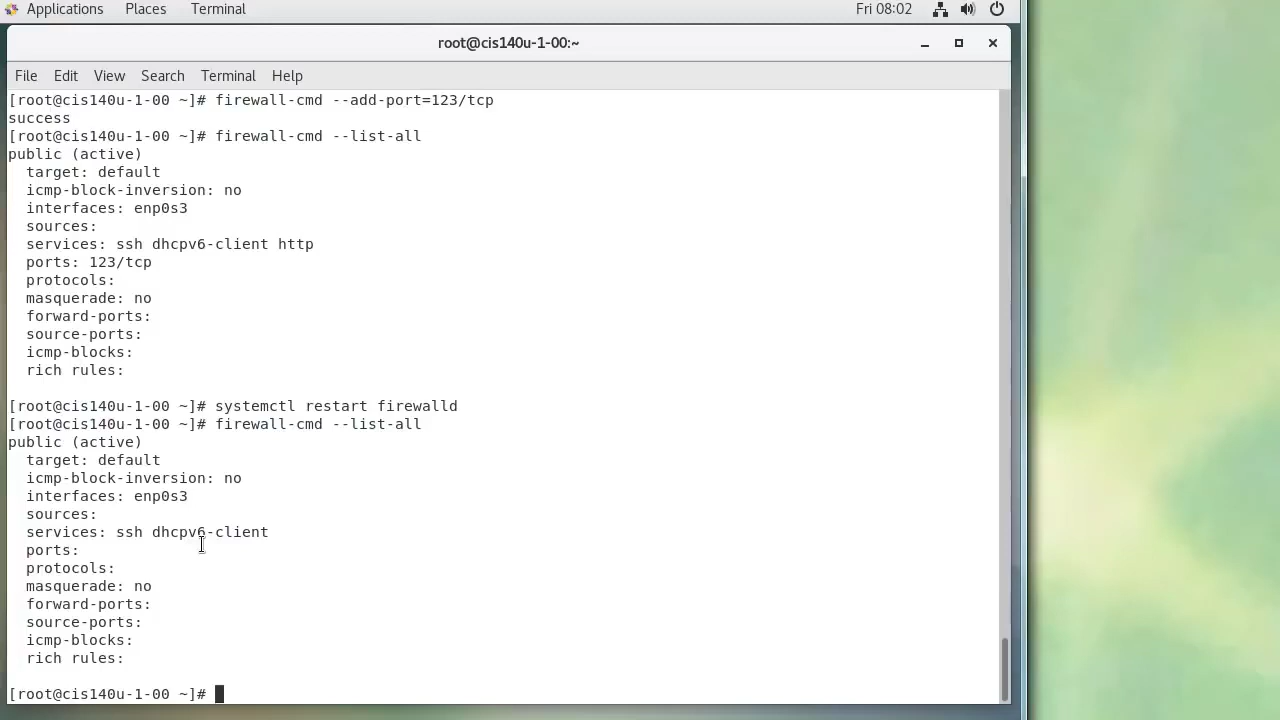 Applications Places Terminal Fri 08:02
root@cis140u-1-00:~
File Edit View Search Terminal Help
[root@cis140u-1-00 ~]# firewall-cmd --add-port=123/tcp
success
[root@cis140u-1-00 ~]# firewall-cmd --list-all
public (active)
  target: default
  icmp-block-inversion: no
  interfaces: enp0s3
  sources:
  services: ssh dhcpv6-client http
  ports: 123/tcp
  protocols:
  masquerade: no
  forward-ports:
  source-ports:
  icmp-blocks:
  rich rules:
[root@cis140u-1-00 ~]# systemctl restart firewalld
[root@cis140u-1-00 ~]# firewall-cmd --list-all
public (active)
  target: default
  icmp-block-inversion: no
  interfaces: enp0s3
  sources:
  services: ssh dhcpv6-client
  ports:
  protocols:
  masquerade: no
  forward-ports:
  source-ports:
  icmp-blocks:
  rich rules:
[root@cis140u-1-00 ~]#